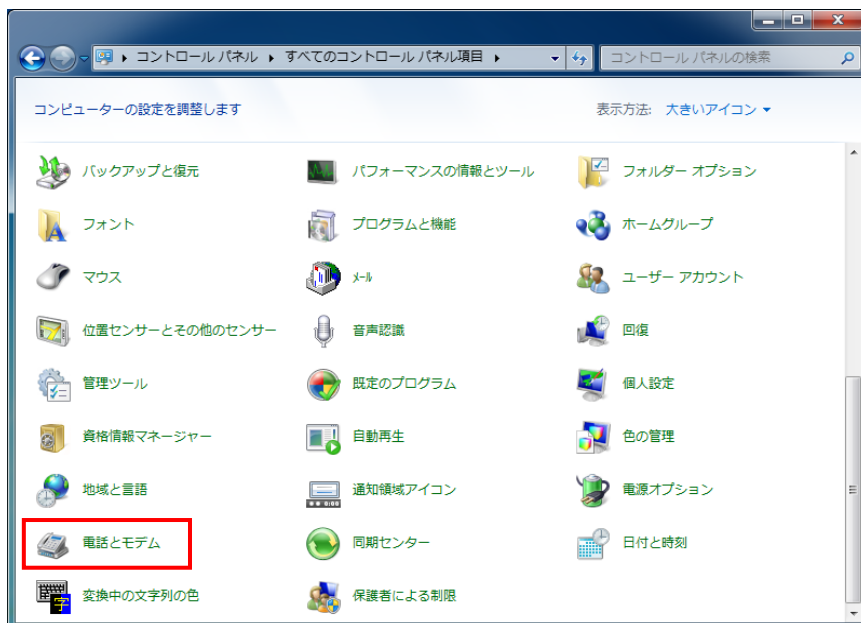 コントロール パネル ▸ すべてのコントロール パネル項目 ▸
コントロール パネルの検索
コンピューターの設定を調整します
表示方法: 大きいアイコン
バックアップと復元
パフォーマンスの情報とツール
フォルダー オプション
フォント
プログラムと機能
ホームグループ
マウス
メール
ユーザー アカウント
位置センサーとその他のセンサー
音声認識
回復
管理ツール
既定のプログラム
個人設定
資格情報マネージャー
自動再生
色の管理
地域と言語
通知領域アイコン
電源オプション
電話とモデム
同期センター
日付と時刻
変換中の文字列の色
保護者による制限